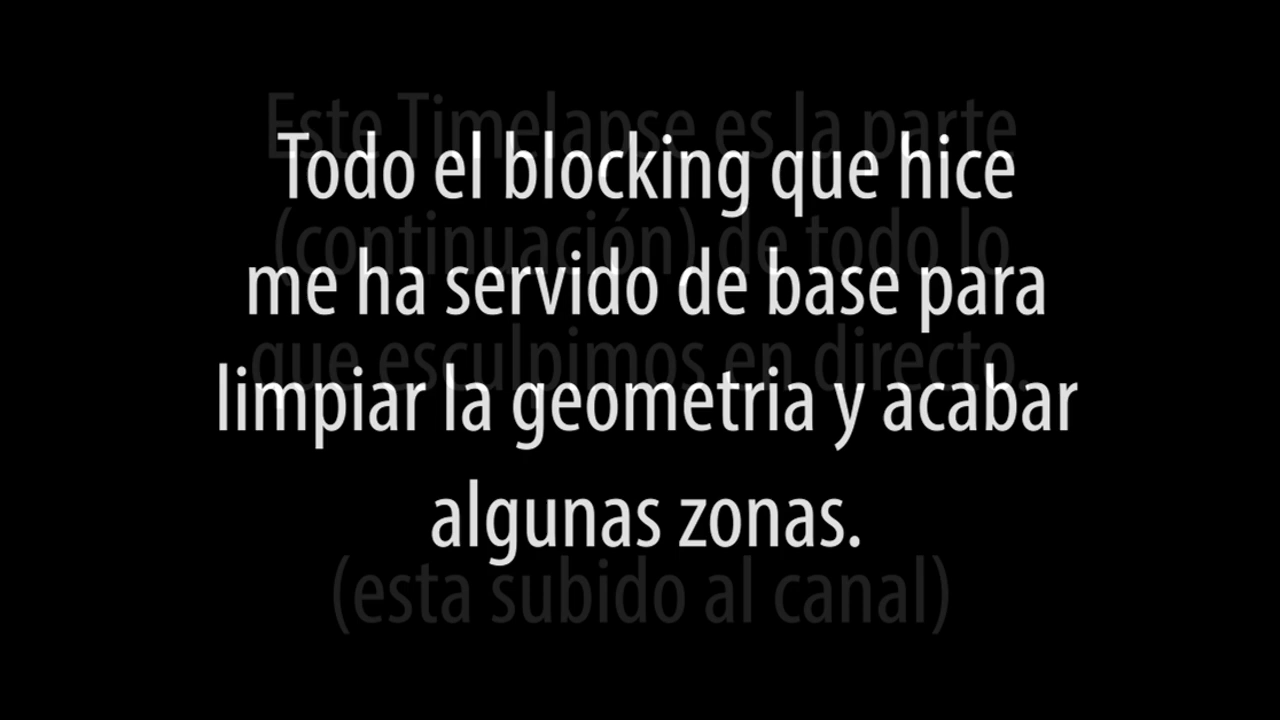 Este Timelapse es la parte
Todo el blocking que hice
(continuación) de todo lo
me ha servido de base para
que esculpimos en directo.
limpiar la geometria y acabar
algunas zonas.
(esta subido al canal)